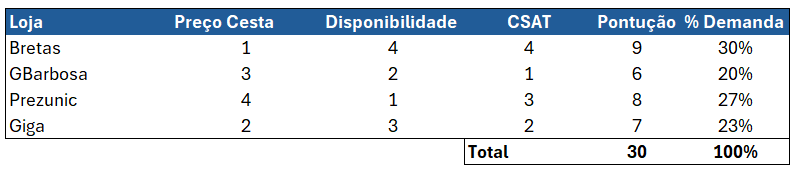 Loja Preço Cesta Disponibilidade CSAT Pontução % Demanda
Bretas 1 4 4 9 30%
GBarbosa 3 2 1 6 20%
Prezunic 4 1 3 8 27%
Giga 2 3 2 7 23%
Total 30 100%